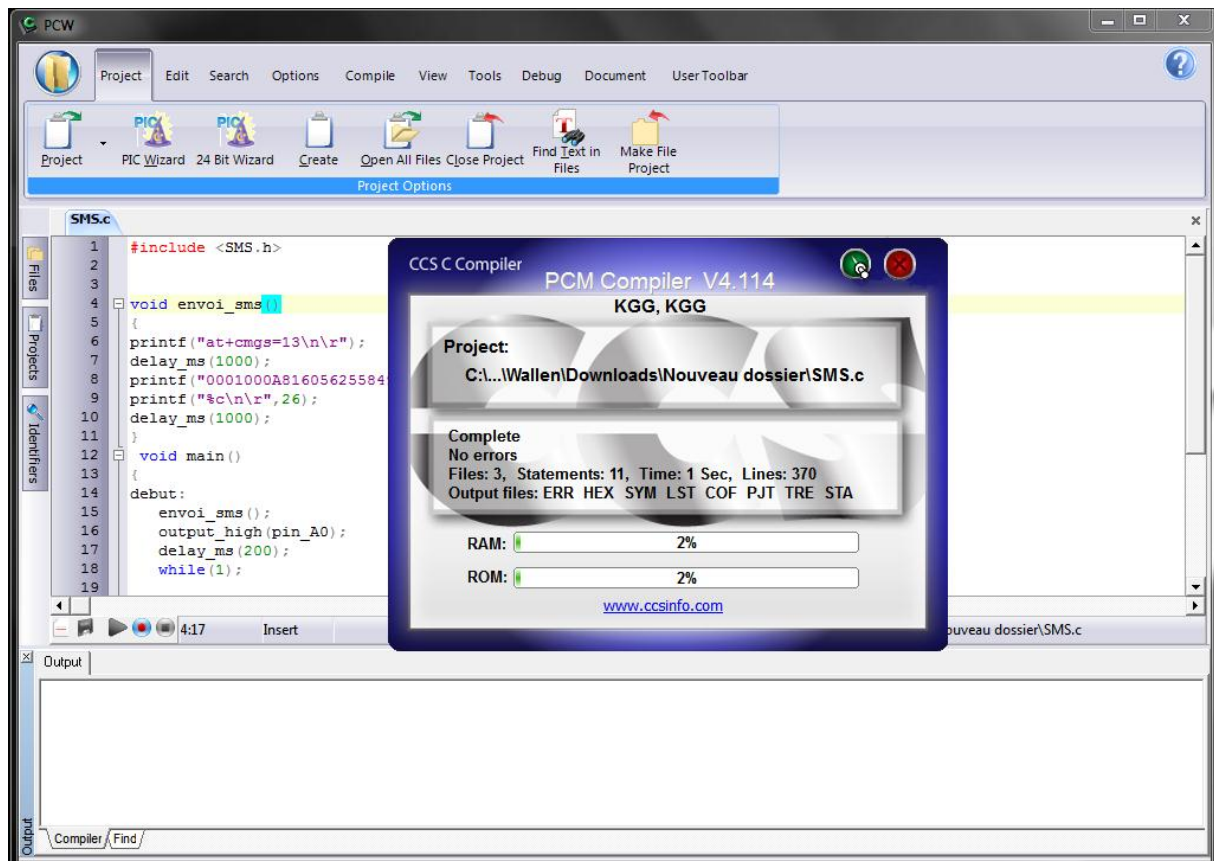 PCW
Project Edit Search Options Compile View Tools Debug Document User Toolbar
Project PIC Wizard 24 Bit Wizard Create Open All Files Close Project Find Text in Files Make File Project
Project Options
SMS.c
Files
Projects
Identifiers
1 #include <SMS.h>
2
3
4 void envoi_sms()
5 {
6 printf("at+cmgs=13\n\r");
7 delay_ms(1000);
8 printf("0001000A8160562558
9 printf("%c\n\r",26);
10 delay_ms(1000);
11 }
12 void main()
13 {
14 debut:
15 envoi_sms();
16 output_high(pin_A0);
17 delay_ms(200);
18 while(1);
19
CCS C Compiler
PCM Compiler V4.114
KGG, KGG
Project:
C:\...\Wallen\Downloads\Nouveau dossier\SMS.c
Complete
No errors
Files: 3, Statements: 11, Time: 1 Sec, Lines: 370
Output files: ERR HEX SYM LST COF PJT TRE STA
RAM: 2%
ROM: 2%
www.ccsinfo.com
4:17 Insert
ouveau dossier\SMS.c
Output
Output
Compiler Find